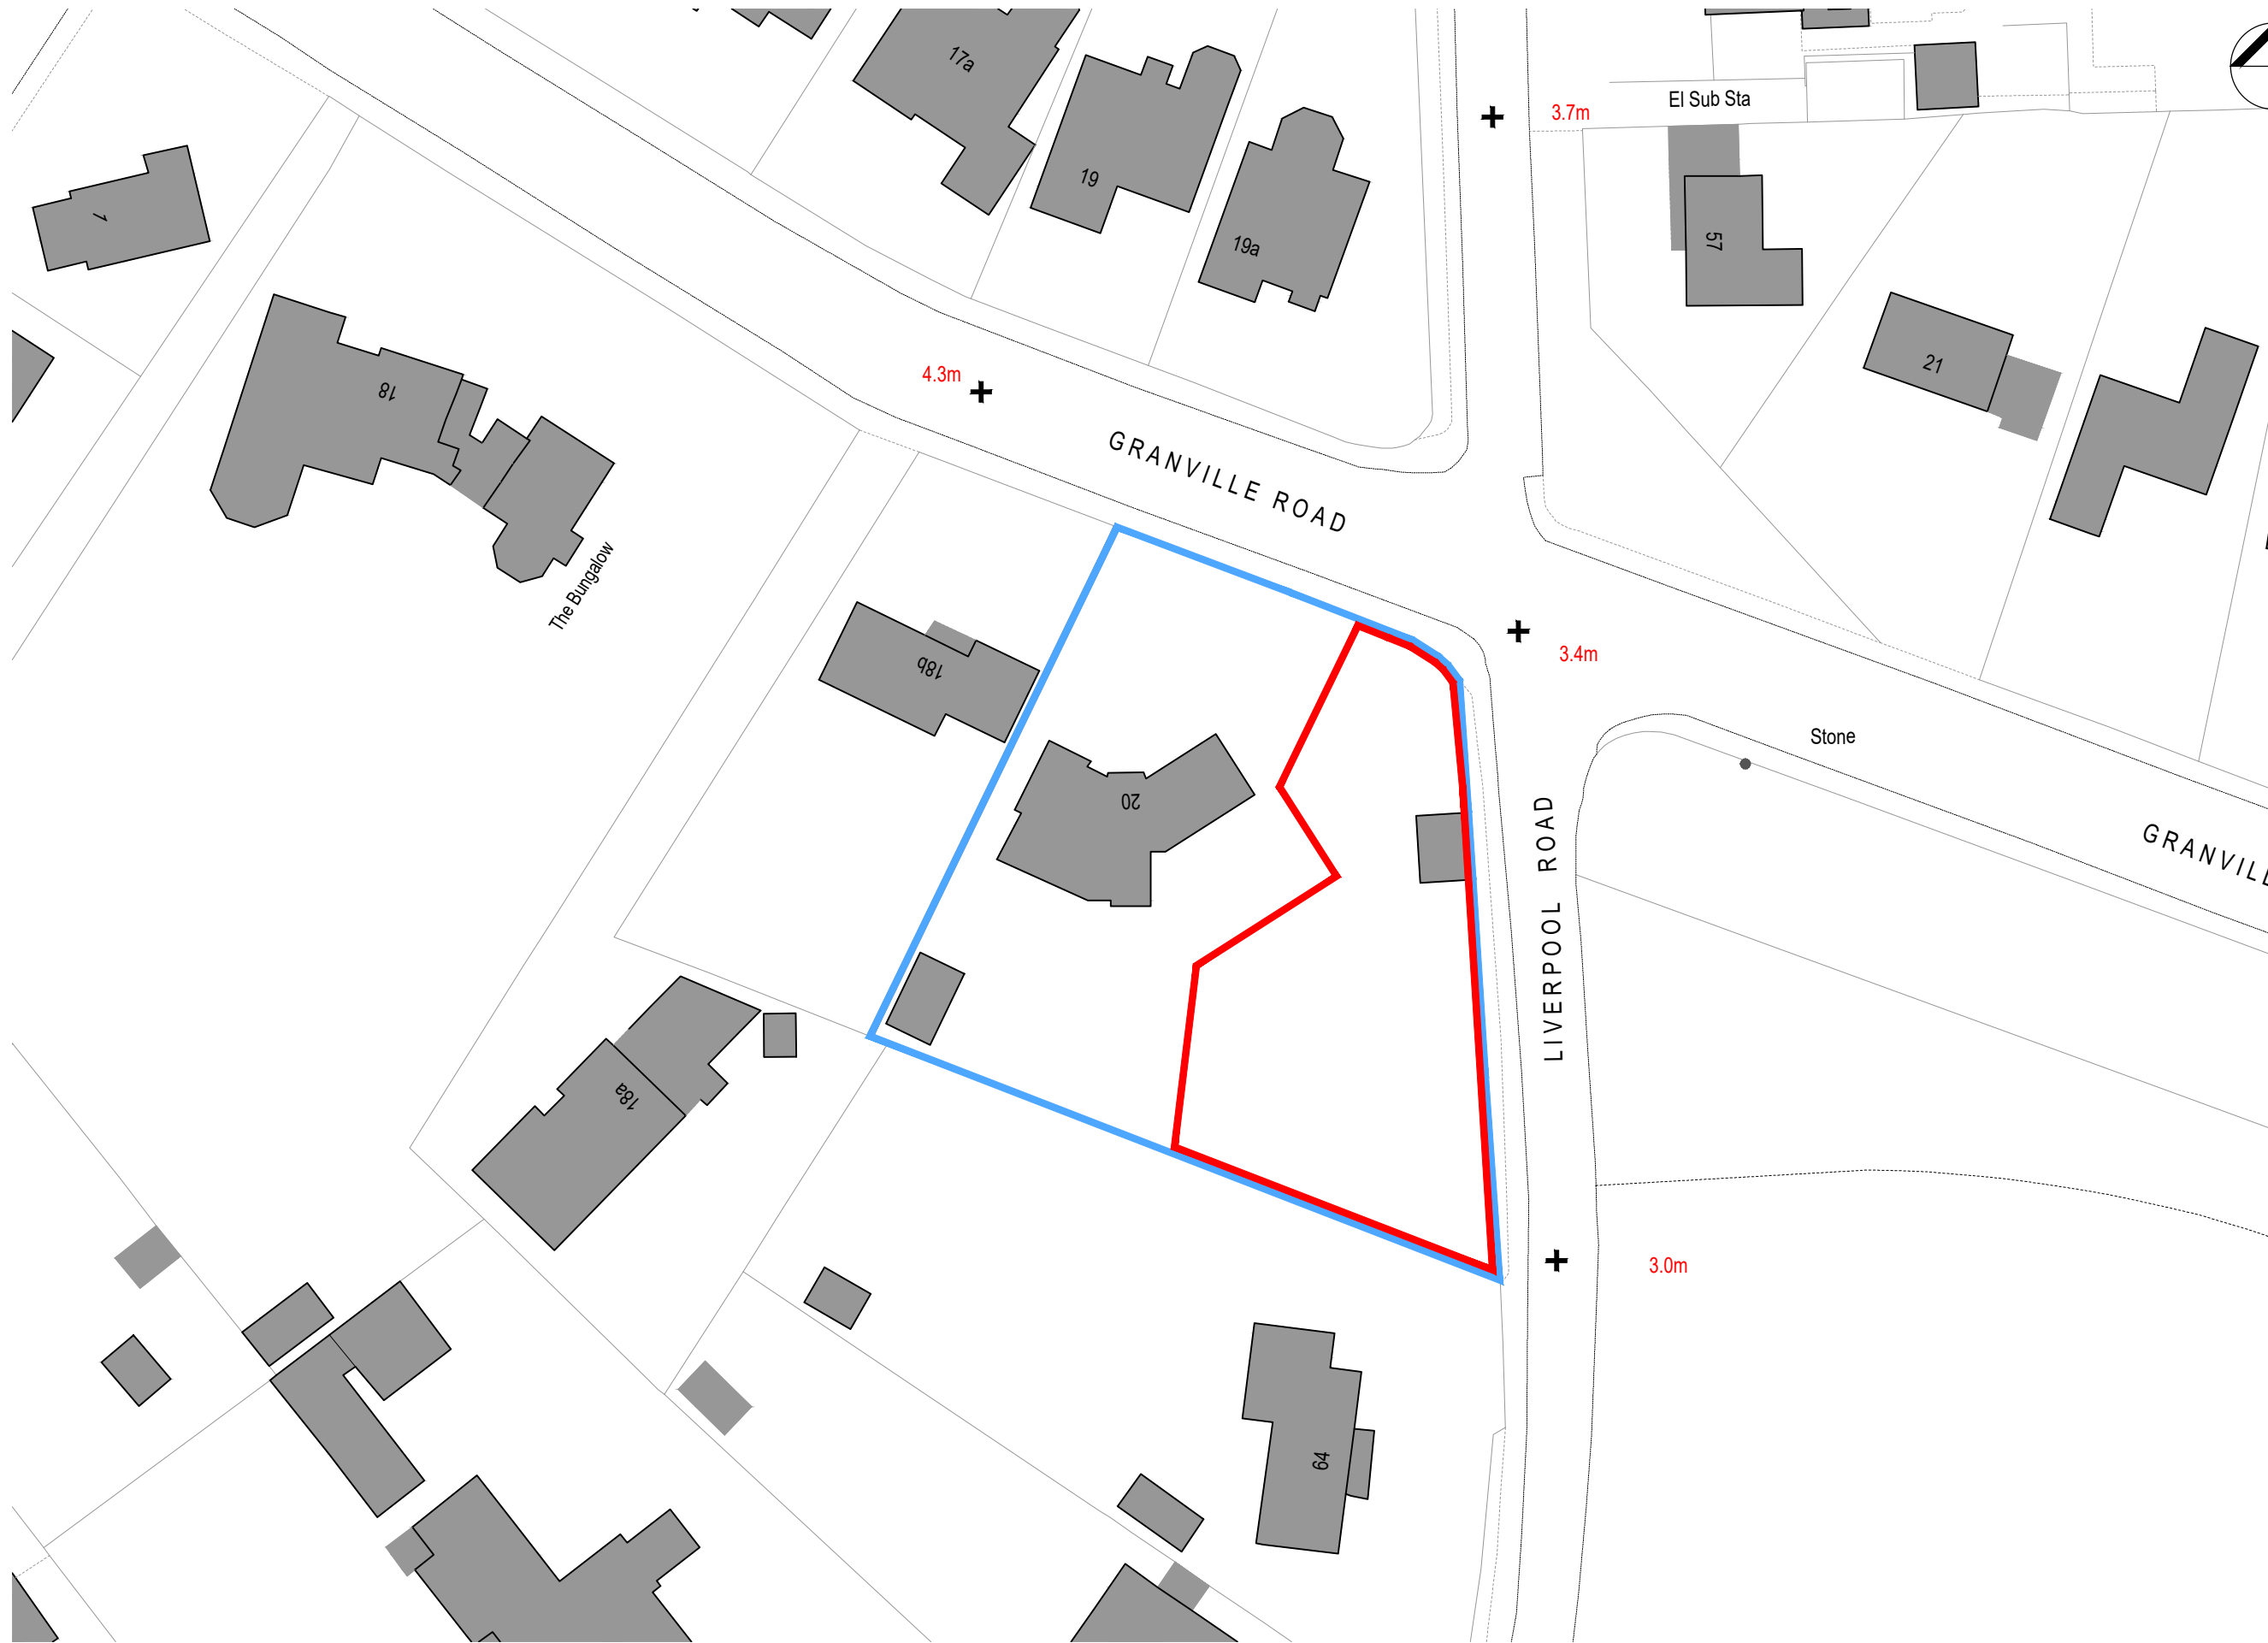 17a
3.7m
El Sub Sta
19
1
19a
57
4.3m
21
18
GRANVILLE ROAD
The Bungalow
3.4m
18b
Stone
20
LIVERPOOL ROAD
GRANVILL
18a
3.0m
64